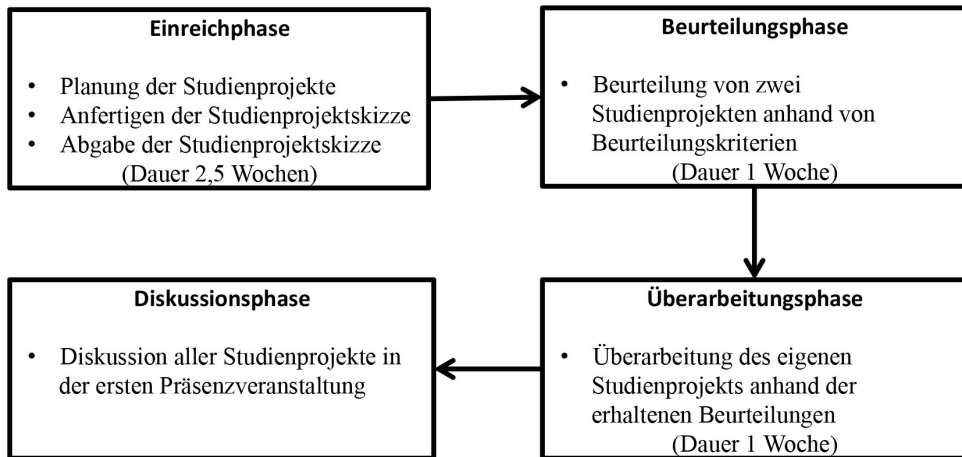 Einreichphase
• Planung der Studienprojekte
• Anfertigen der Studienprojektskizze
• Abgabe der Studienprojektskizze
(Dauer 2,5 Wochen)
Beurteilungsphase
• Beurteilung von zwei
Studienprojekten anhand von
Beurteilungskriterien
(Dauer 1 Woche)
Überarbeitungsphase
• Überarbeitung des eigenen
Studienprojekts anhand der
erhaltenen Beurteilungen
(Dauer 1 Woche)
Diskussionsphase
• Diskussion aller Studienprojekte in
der ersten Präsenzveranstaltung